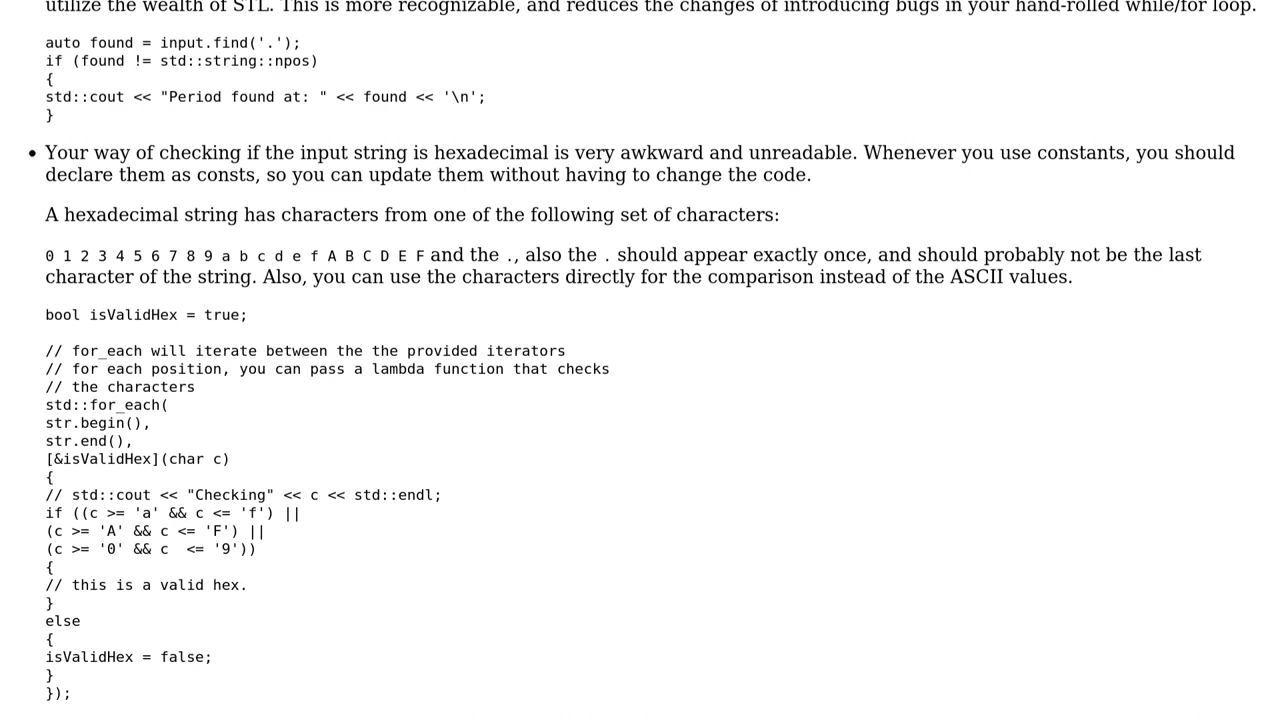 utilize the wealth of STL. This is more recognizable, and reduces the changes of introducing bugs in your hand-rolled while/for loop.
auto found = input.find('.');
if (found != std::string::npos)
{
std::cout << "Period found at: " << found << '\n';
}
• Your way of checking if the input string is hexadecimal is very awkward and unreadable. Whenever you use constants, you should
declare them as consts, so you can update them without having to change the code.
A hexadecimal string has characters from one of the following set of characters:
0 1 2 3 4 5 6 7 8 9 a b c d e f A B C D E F and the ., also the . should appear exactly once, and should probably not be the last
character of the string. Also, you can use the characters directly for the comparison instead of the ASCII values.
bool isValidHex = true;
// for_each will iterate between the the provided iterators
// for each position, you can pass a lambda function that checks
// the characters
std::for_each(
str.begin(),
str.end(),
[&isValidHex](char c)
{
// std::cout << "Checking" << c << std::endl;
if ((c >= 'a' && c <= 'f') ||
(c >= 'A' && c <= 'F') ||
(c >= '0' && c  <= '9'))
{
// this is a valid hex.
}
else
{
isValidHex = false;
}
});